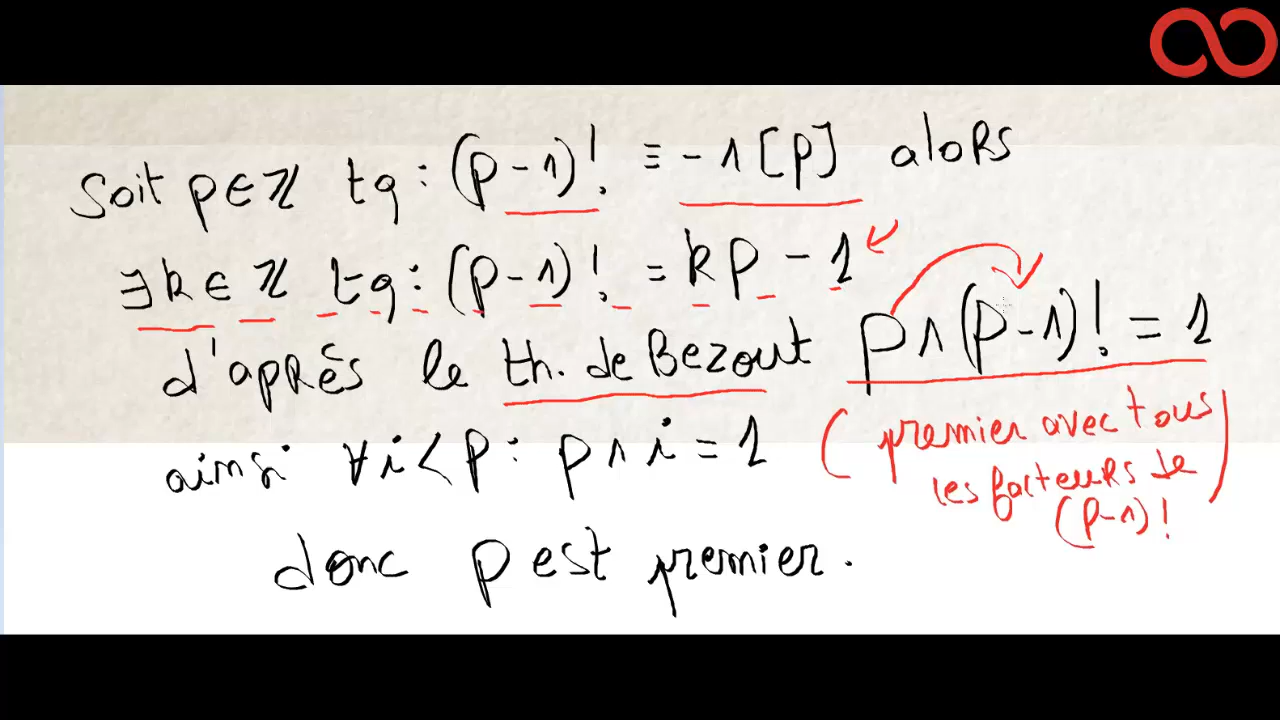 Soit p∈ℤ tq : (p-1)! ≡ -1[p] alors
∃k∈ℤ tq : (p-1)! = kp - 1
d'après le th. de Bezout p∧(p-1)! = 1
ainsi ∀i<p : p∧i = 1
(premier avec tous
les facteurs de
(p-1)!
donc p est premier.